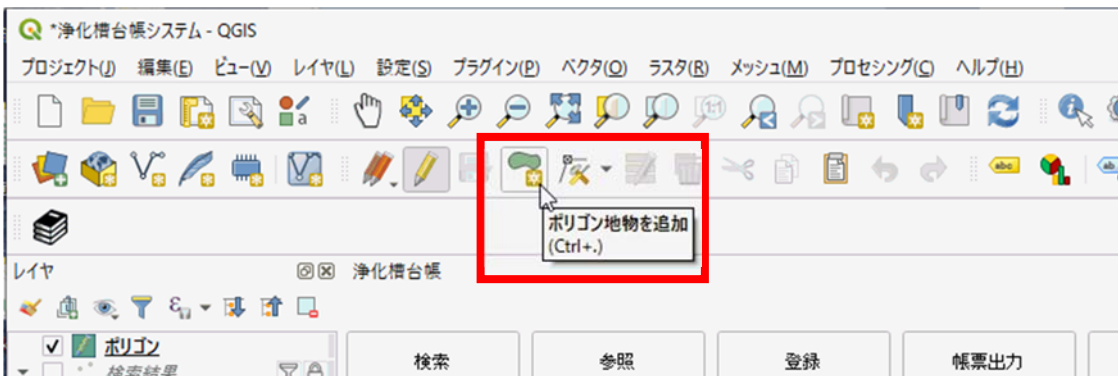 *浄化槽台帳システム - QGIS
プロジェクト(J) 編集(E) ビュー(V) レイヤ(L) 設定(S) プラグイン(P) ベクタ(O) ラスタ(R) メッシュ(M) プロセシング(C) ヘルプ(H)
1:1
a
abc
ab
ポリゴン地物を追加
(Ctrl+.)
レイヤ 浄化槽台帳
ポリゴン
検索 参照 登録 帳票出力
検索結果